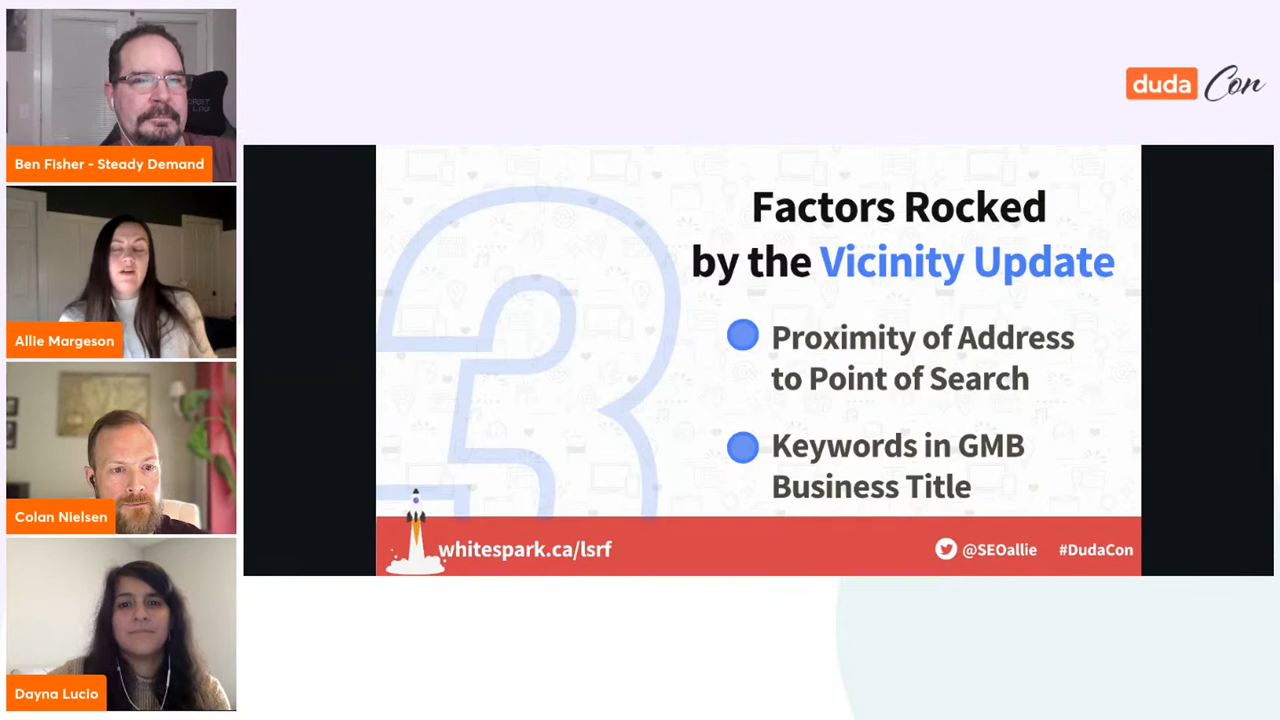 Ben Fisher - Steady Demand
Allie Margeson
Colan Nielsen
Dayna Lucio
duda Con
3
Factors Rocked
by the Vicinity Update
Proximity of Address
to Point of Search
Keywords in GMB
Business Title
whitespark.ca/lsrf
@SEOallie
#DudaCon